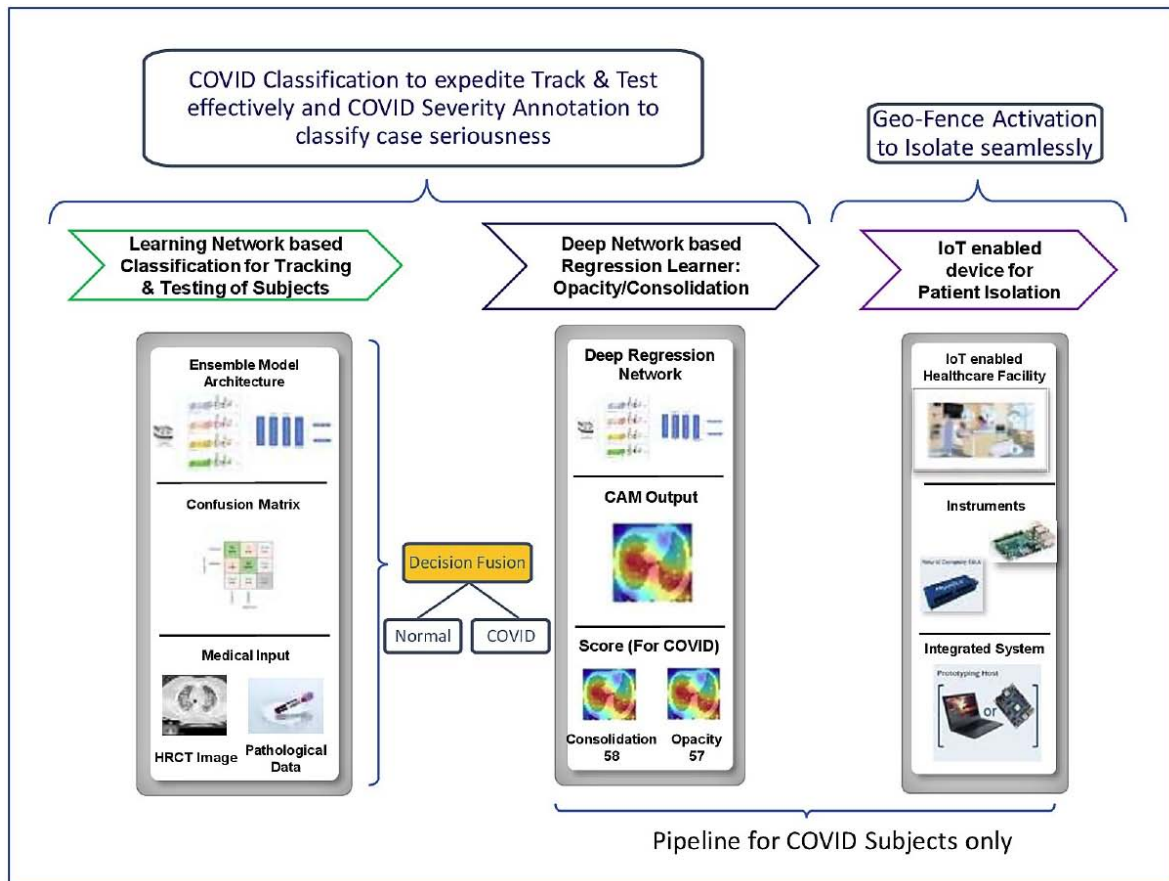 COVID Classification to expedite Track & Test
effectively and COVID Severity Annotation to
classify case seriousness
Geo-Fence Activation
to Isolate seamlessly
Learning Network based
Classification for Tracking
& Testing of Subjects
Deep Network based
Regression Learner:
Opacity/Consolidation
IoT enabled
device for
Patient Isolation
Ensemble Model
Architecture
Confusion Matrix
Medical Input
HRCT Image
Pathological
Data
Decision Fusion
Normal
COVID
Deep Regression
Network
CAM Output
Score (For COVID)
Consolidation
58
Opacity
57
IoT enabled
Healthcare Facility
Instruments
Integrated System
Prototyping Host
or
Pipeline for COVID Subjects only